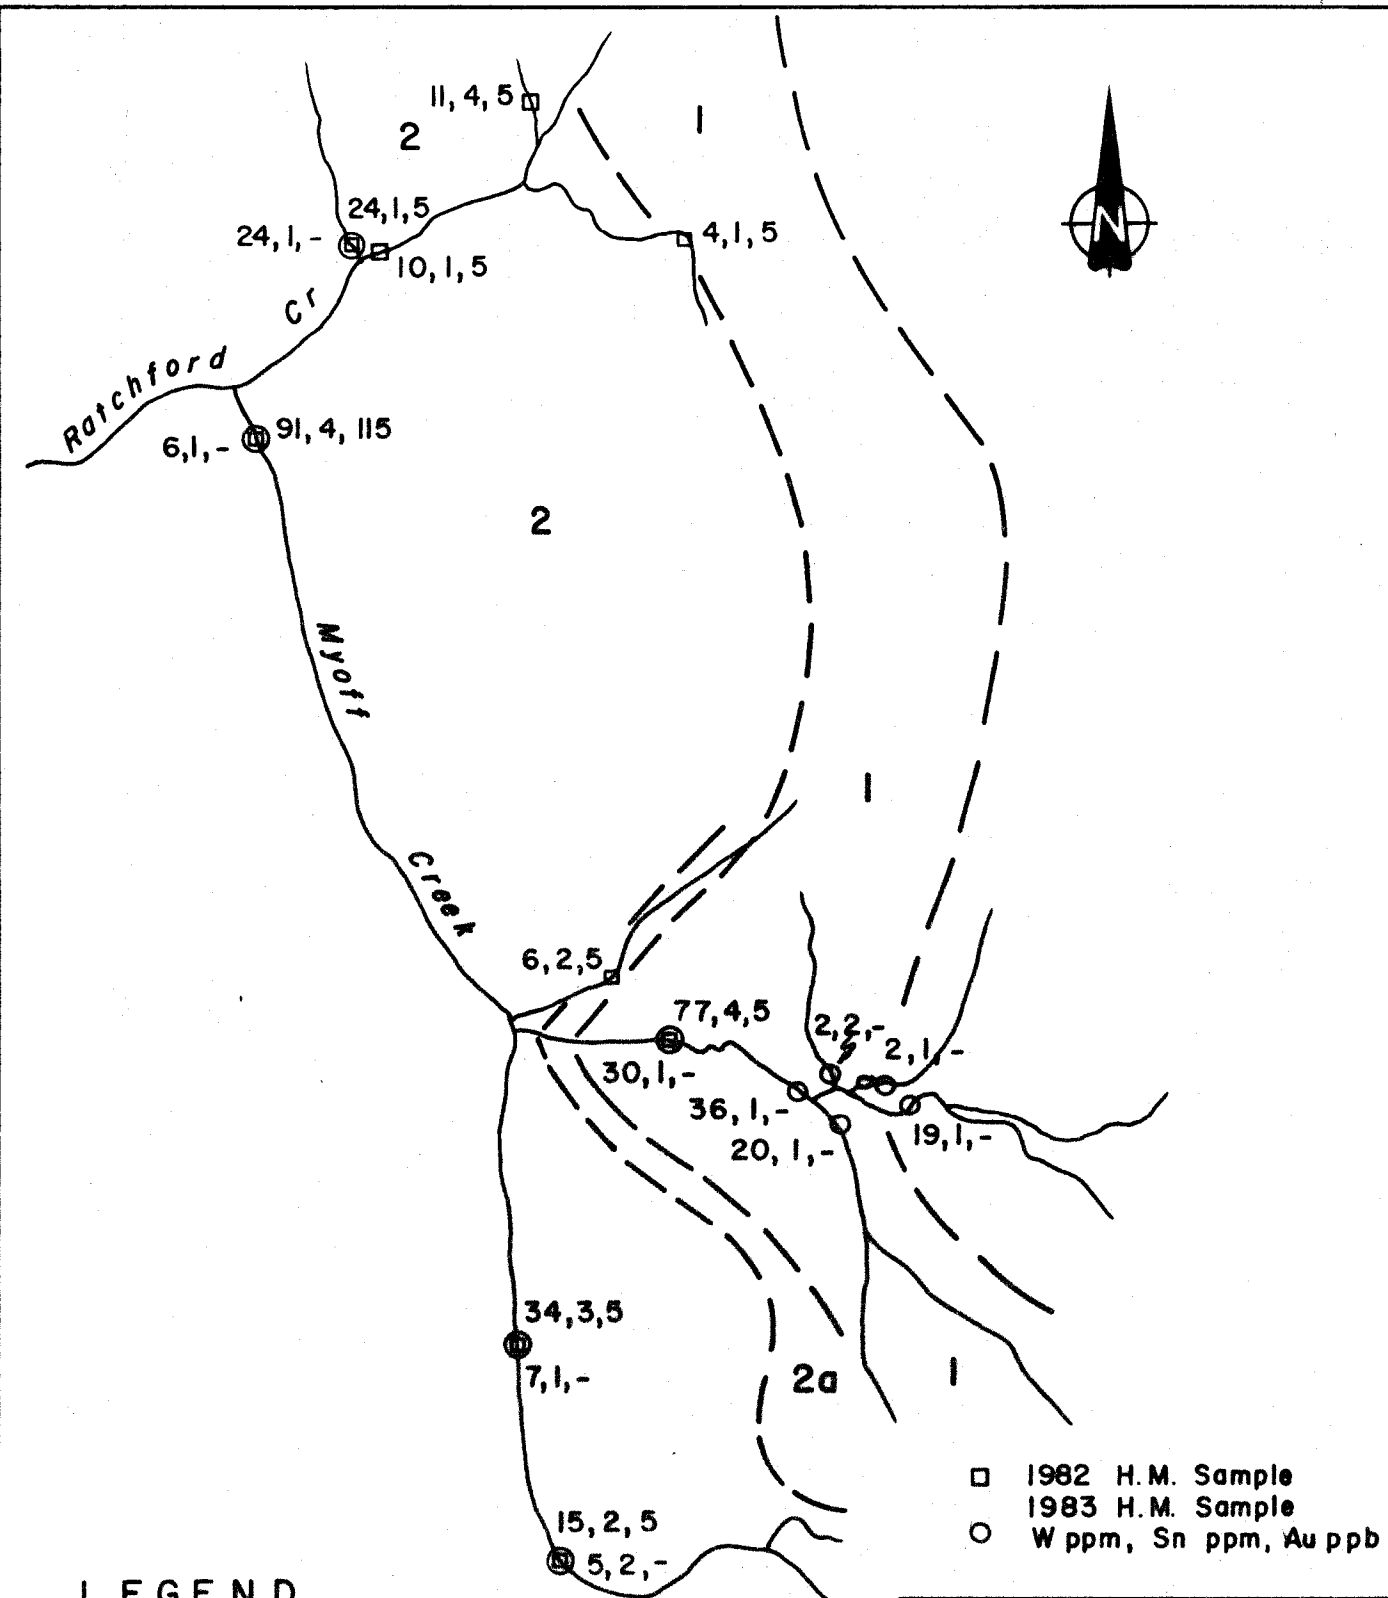 11, 4, 5
2
1
N
24, 1, 5
24, 1, -
4, 1, 5
10, 1, 5
Ratchford Cr
91, 4, 115
6, 1, -
2
Myoff Creek
1
6, 2, 5
77, 4, 5
2, 2, -
2, 1, -
30, 1, -
36, 1, -
19, 1, -
20, 1, -
34, 3, 5
7, 1, -
2a
1
1982 H.M. Sample
1983 H.M. Sample
W ppm, Sn ppm, Au ppb
15, 2, 5
5, 2, -
LEGEND